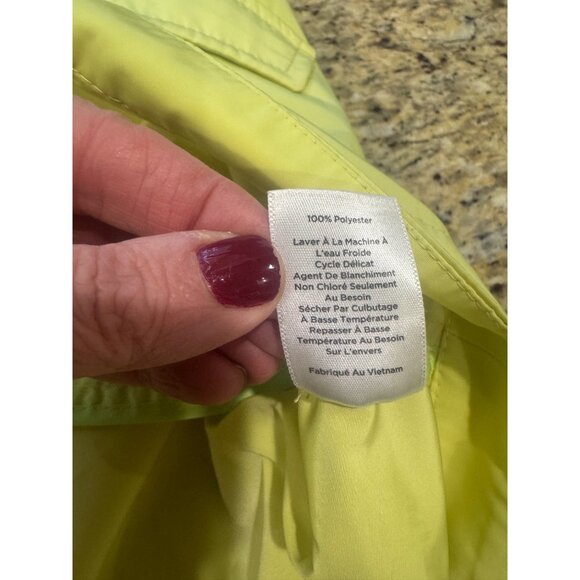 100% Polyester
Laver À La Machine À
L'eau Froide
Cycle Délicat
Agent De Blanchiment
Non Chloré Seulement
Au Besoin
Sécher Par Culbutage
À Basse Température
Repasser À Basse
Température Au Besoin
Sur L'envers
Fabriqué Au Vietnam